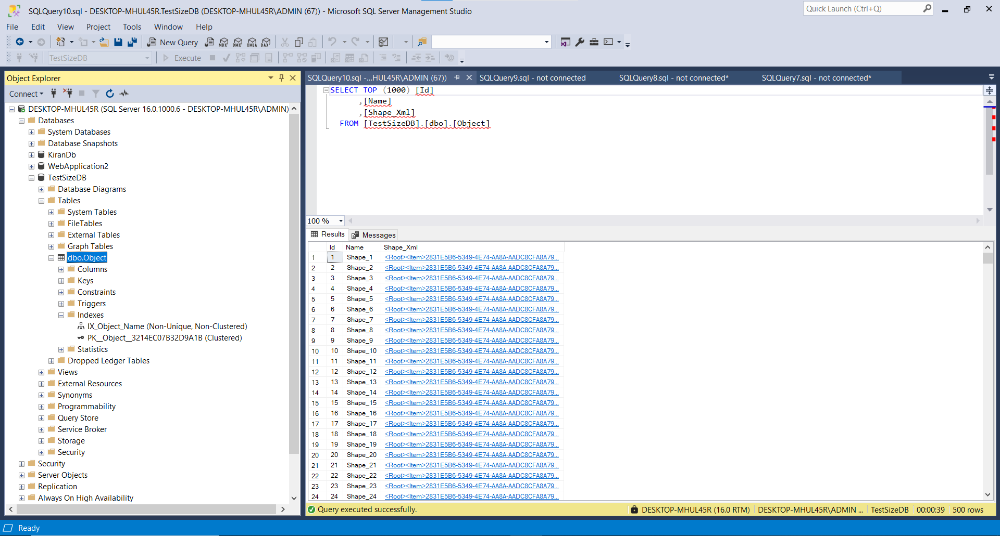 SQLQuery10.sql - DESKTOP-MHUL45R.TestSizeDB (DESKTOP-MHUL45R\ADMIN (67)) - Microsoft SQL Server Management Studio
Quick Launch (Ctrl+Q)
File Edit View Project Tools Window Help
New Query MDX DMX XMLA DAX
TestSizeDB Execute
Object Explorer
Connect
DESKTOP-MHUL45R (SQL Server 16.0.1000.6 - DESKTOP-MHUL45R\ADMIN)
Databases
System Databases
Database Snapshots
KiranDb
WebApplication2
TestSizeDB
Database Diagrams
Tables
System Tables
FileTables
External Tables
Graph Tables
dbo.Object
Columns
Keys
Constraints
Triggers
Indexes
IX_Object_Name (Non-Unique, Non-Clustered)
PK__Object__3214EC07B32D9A1B (Clustered)
Statistics
Dropped Ledger Tables
Views
External Resources
Synonyms
Programmability
Query Store
Service Broker
Storage
Security
Security
Server Objects
Replication
Always On High Availability
SQLQuery10.sql -...HUL45R\ADMIN (67)) SQLQuery9.sql - not connected SQLQuery8.sql - not connected* SQLQuery7.sql - not connected*
SELECT TOP (1000) [Id]
,[Name]
,[Shape_Xml]
FROM [TestSizeDB].[dbo].[Object]
100 %
Results Messages
Id Name Shape_Xml
1 1 Shape_1 <Root><Item>2831E5B6-5349-4E74-AA8A-AADC8CFA8A79...
2 2 Shape_2 <Root><Item>2831E5B6-5349-4E74-AA8A-AADC8CFA8A79...
3 3 Shape_3 <Root><Item>2831E5B6-5349-4E74-AA8A-AADC8CFA8A79...
4 4 Shape_4 <Root><Item>2831E5B6-5349-4E74-AA8A-AADC8CFA8A79...
5 5 Shape_5 <Root><Item>2831E5B6-5349-4E74-AA8A-AADC8CFA8A79...
6 6 Shape_6 <Root><Item>2831E5B6-5349-4E74-AA8A-AADC8CFA8A79...
7 7 Shape_7 <Root><Item>2831E5B6-5349-4E74-AA8A-AADC8CFA8A79...
8 8 Shape_8 <Root><Item>2831E5B6-5349-4E74-AA8A-AADC8CFA8A79...
9 9 Shape_9 <Root><Item>2831E5B6-5349-4E74-AA8A-AADC8CFA8A79...
10 10 Shape_10 <Root><Item>2831E5B6-5349-4E74-AA8A-AADC8CFA8A79...
11 11 Shape_11 <Root><Item>2831E5B6-5349-4E74-AA8A-AADC8CFA8A79...
12 12 Shape_12 <Root><Item>2831E5B6-5349-4E74-AA8A-AADC8CFA8A79...
13 13 Shape_13 <Root><Item>2831E5B6-5349-4E74-AA8A-AADC8CFA8A79...
14 14 Shape_14 <Root><Item>2831E5B6-5349-4E74-AA8A-AADC8CFA8A79...
15 15 Shape_15 <Root><Item>2831E5B6-5349-4E74-AA8A-AADC8CFA8A79...
16 16 Shape_16 <Root><Item>2831E5B6-5349-4E74-AA8A-AADC8CFA8A79...
17 17 Shape_17 <Root><Item>2831E5B6-5349-4E74-AA8A-AADC8CFA8A79...
18 18 Shape_18 <Root><Item>2831E5B6-5349-4E74-AA8A-AADC8CFA8A79...
19 19 Shape_19 <Root><Item>2831E5B6-5349-4E74-AA8A-AADC8CFA8A79...
20 20 Shape_20 <Root><Item>2831E5B6-5349-4E74-AA8A-AADC8CFA8A79...
21 21 Shape_21 <Root><Item>2831E5B6-5349-4E74-AA8A-AADC8CFA8A79...
22 22 Shape_22 <Root><Item>2831E5B6-5349-4E74-AA8A-AADC8CFA8A79...
23 23 Shape_23 <Root><Item>2831E5B6-5349-4E74-AA8A-AADC8CFA8A79...
24 24 Shape_24 <Root><Item>2831E5B6-5349-4E74-AA8A-AADC8CFA8A79...
Query executed successfully. DESKTOP-MHUL45R (16.0 RTM) DESKTOP-MHUL45R\ADMIN ... TestSizeDB 00:00:39 500 rows
Ready